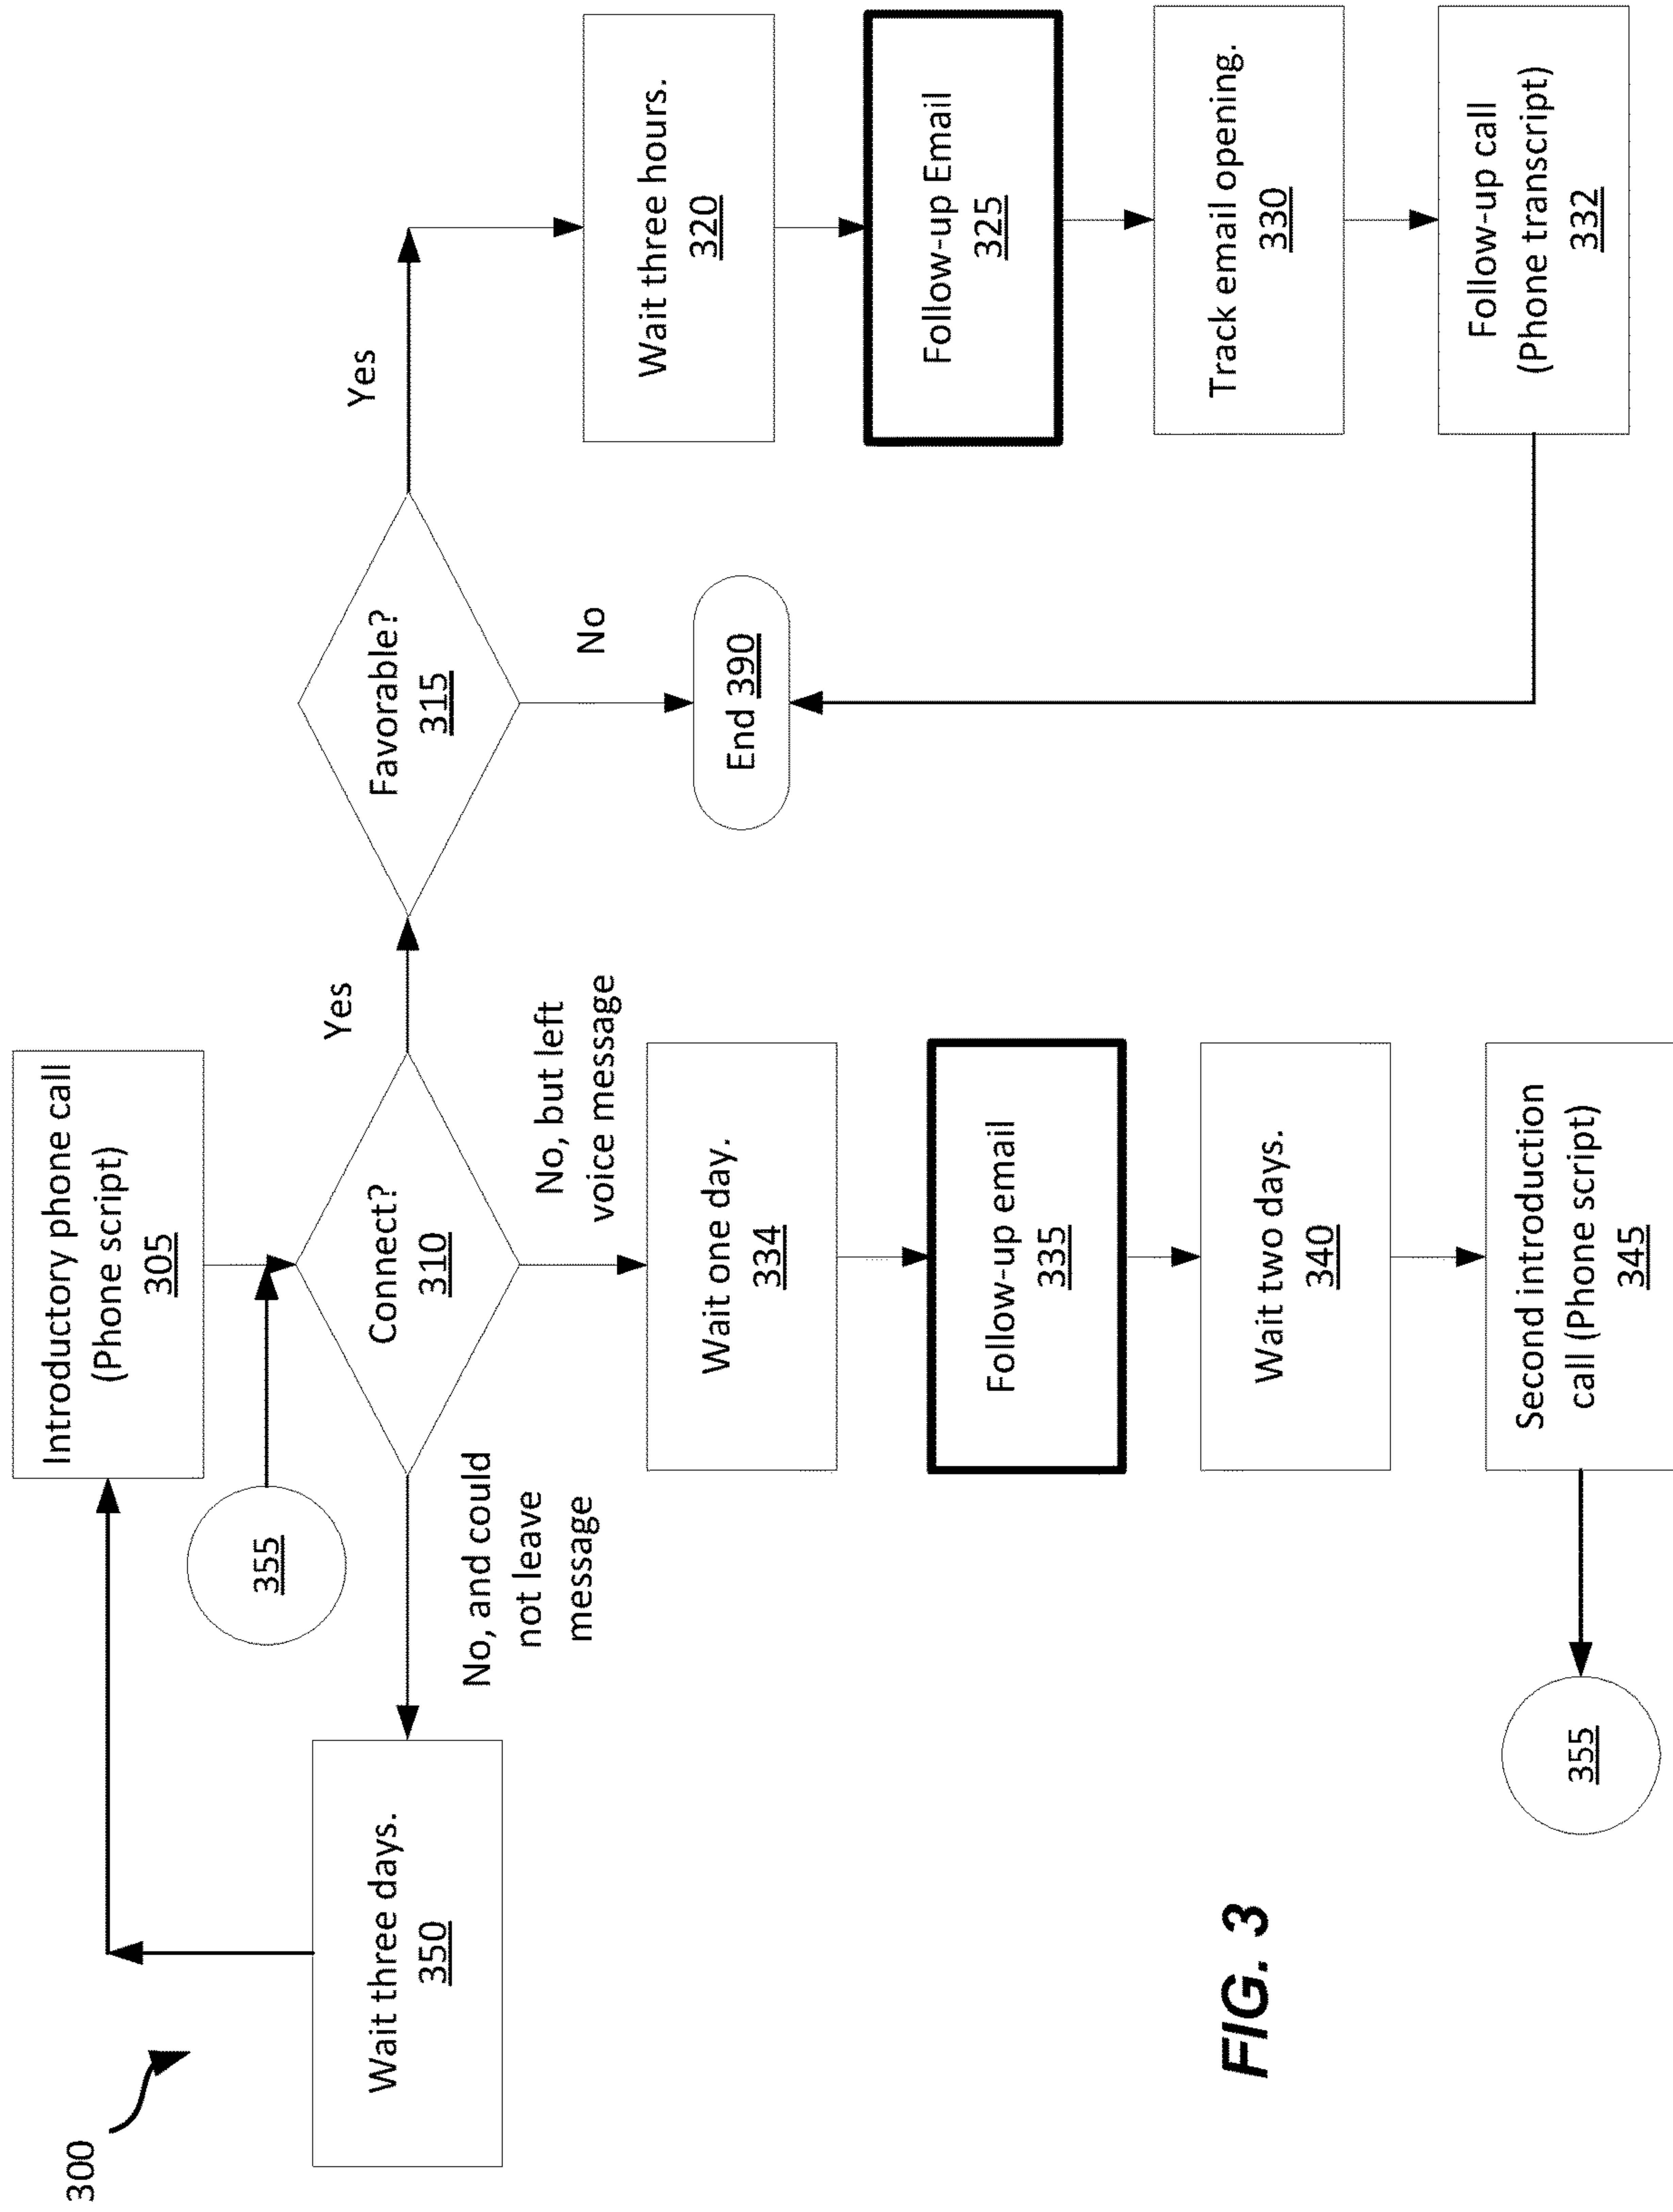 300
Introductory phone call
(Phone script)
305
355
Connect?
310
Yes
Favorable?
315
Yes
No
End 390
Wait three hours.
320
Follow-up Email
325
Track email opening.
330
Follow-up call
(Phone transcript)
332
No, and could
not leave
message
Wait three days.
350
No, but left
voice message
Wait one day.
334
Follow-up email
335
Wait two days.
340
Second introduction
call (Phone script)
345
355
FIG. 3